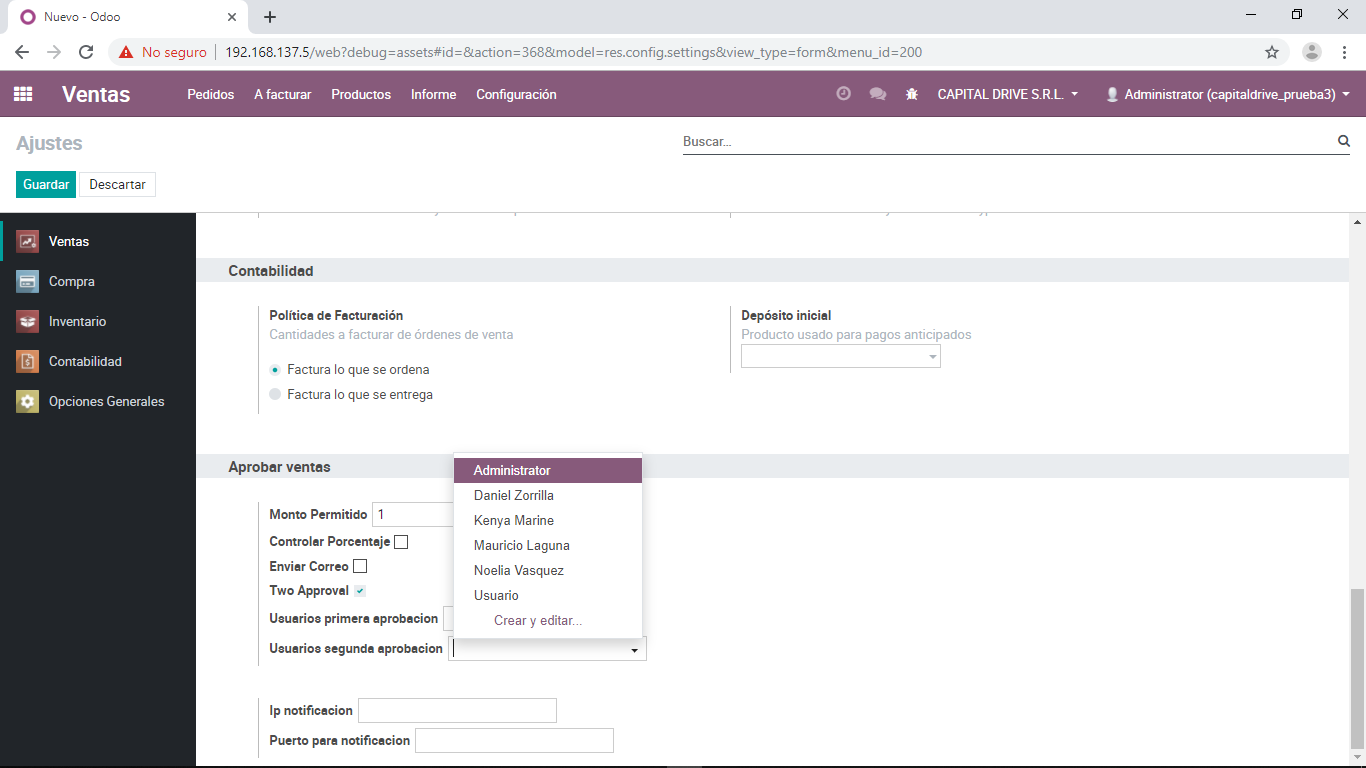 Nuevo - Odoo
No seguro 192.168.137.5/web?debug=assets#id=&action=368&model=res.config.settings&view_type=form&menu_id=200
Ventas Pedidos A facturar Productos Informe Configuración CAPITAL DRIVE S.R.L. Administrator (capitaldrive_prueba3)
Ajustes Buscar...
Guardar Descartar
Ventas
Compra
Inventario
Contabilidad
Opciones Generales
Contabilidad
Política de Facturación
Cantidades a facturar de órdenes de venta
Factura lo que se ordena
Factura lo que se entrega
Depósito inicial
Producto usado para pagos anticipados
Aprobar ventas
Monto Permitido 1
Controlar Porcentaje
Enviar Correo
Two Approval
Usuarios primera aprobacion
Usuarios segunda aprobacion
Administrator
Daniel Zorrilla
Kenya Marine
Mauricio Laguna
Noelia Vasquez
Usuario
Crear y editar...
Ip notificacion
Puerto para notificacion